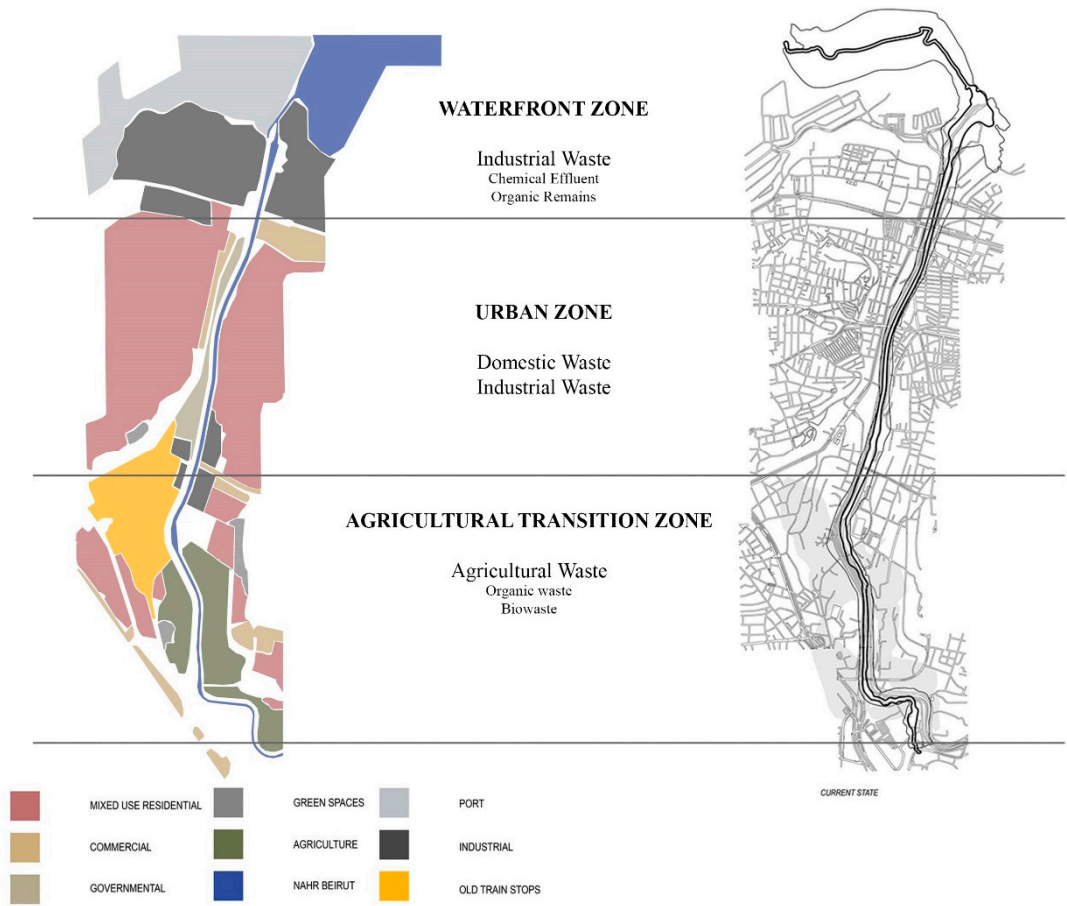 WATERFRONT ZONE
Industrial Waste
Chemical Effluent
Organic Remains
URBAN ZONE
Domestic Waste
Industrial Waste
AGRICULTURAL TRANSITION ZONE
Agricultural Waste
Organic waste
Biowaste
CURRENT STATE
MIXED USE RESIDENTIAL
GREEN SPACES
PORT
COMMERCIAL
AGRICULTURE
INDUSTRIAL
GOVERNMENTAL
NAHR BEIRUT
OLD TRAIN STOPS